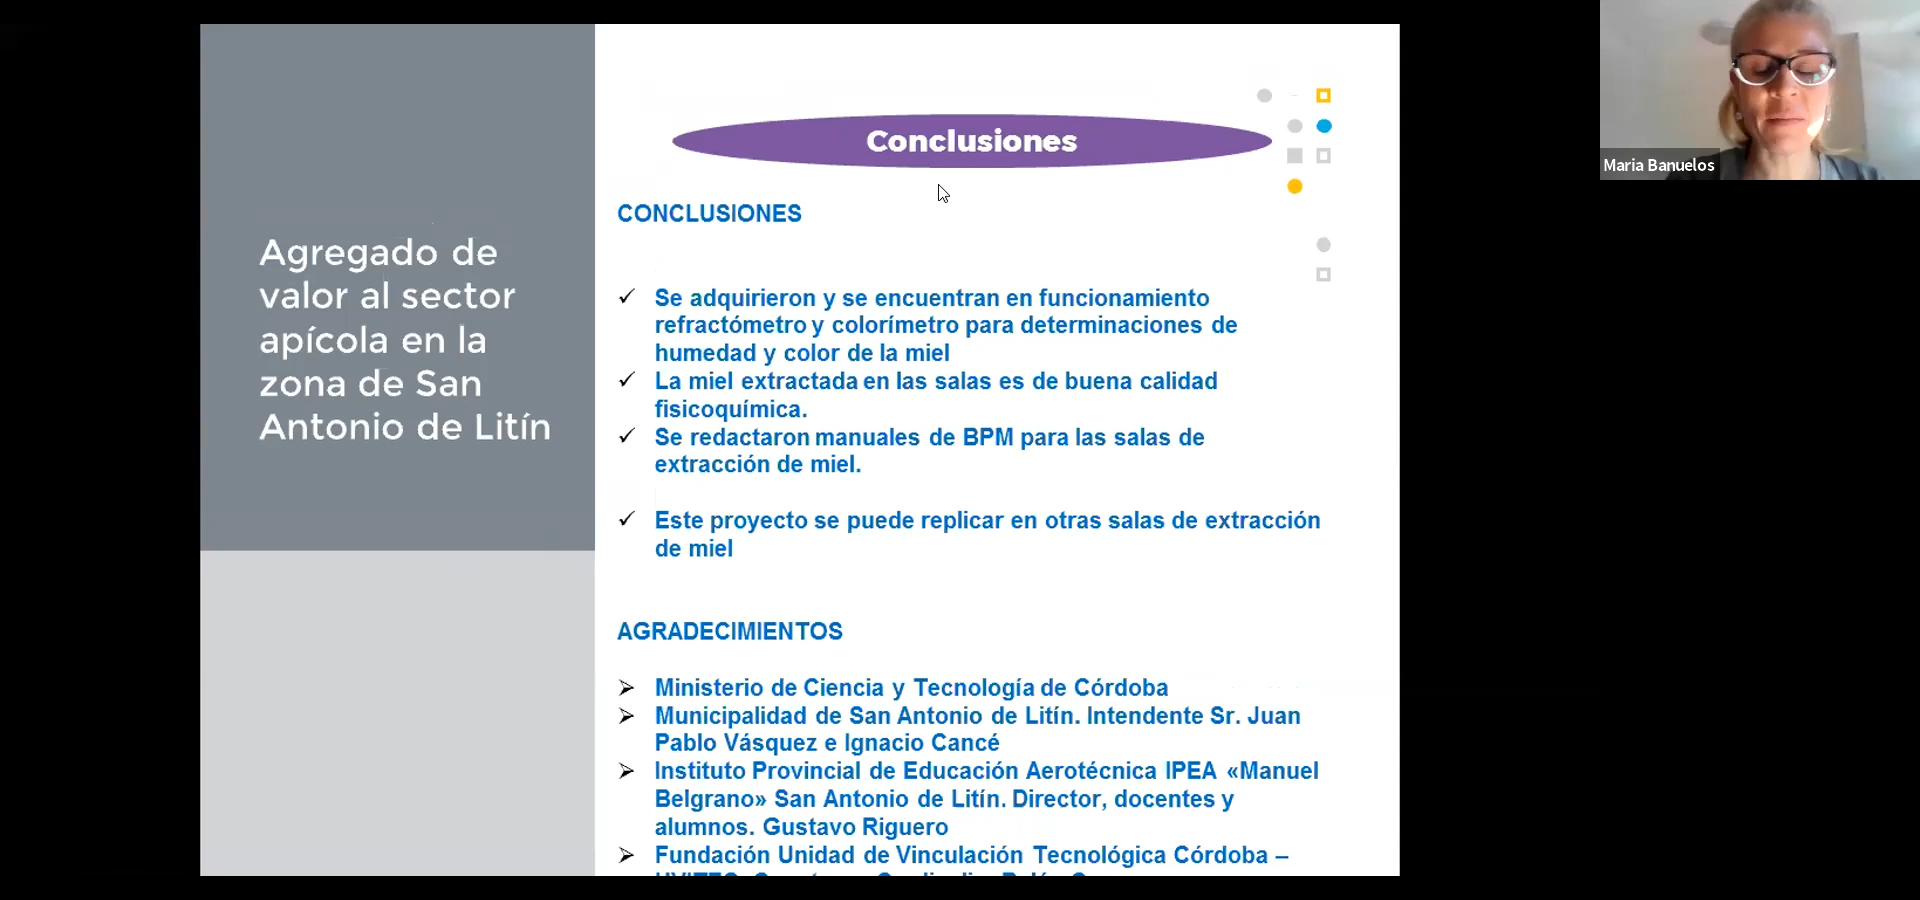 Agregado de
valor al sector
apícola en la
zona de San
Antonio de Litín
Conclusiones
CONCLUSIONES
Se adquirieron y se encuentran en funcionamiento
refractómetro y colorímetro para determinaciones de
humedad y color de la miel
La miel extractada en las salas es de buena calidad
fisicoquímica.
Se redactaron manuales de BPM para las salas de
extracción de miel.
Este proyecto se puede replicar en otras salas de extracción
de miel
AGRADECIMIENTOS
Ministerio de Ciencia y Tecnología de Córdoba
Municipalidad de San Antonio de Litín. Intendente Sr. Juan
Pablo Vásquez e Ignacio Cancé
Instituto Provincial de Educación Aerotécnica IPEA «Manuel
Belgrano» San Antonio de Litín. Director, docentes y
alumnos. Gustavo Riguero
Fundación Unidad de Vinculación Tecnológica Córdoba –
Maria Banuelos